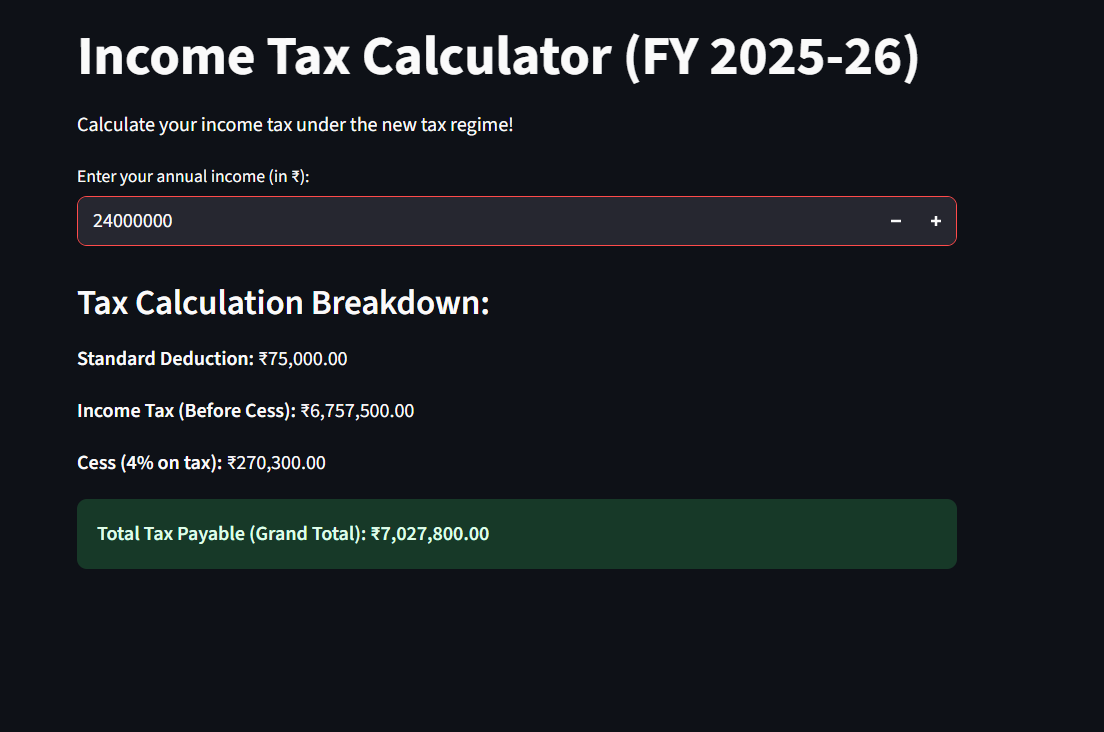 Income Tax Calculator (FY 2025-26)
Calculate your income tax under the new tax regime!
Enter your annual income (in ₹):
24000000 − +
Tax Calculation Breakdown:
Standard Deduction: ₹75,000.00
Income Tax (Before Cess): ₹6,757,500.00
Cess (4% on tax): ₹270,300.00
Total Tax Payable (Grand Total): ₹7,027,800.00